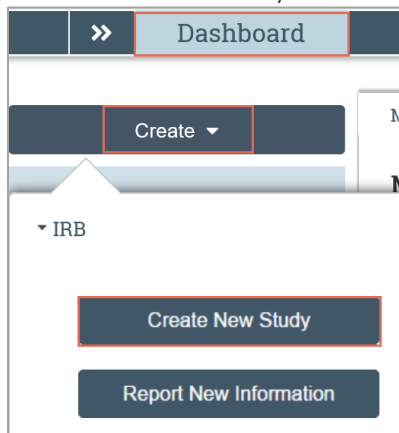 Dashboard
Create
IRB
Create New Study
Report New Information